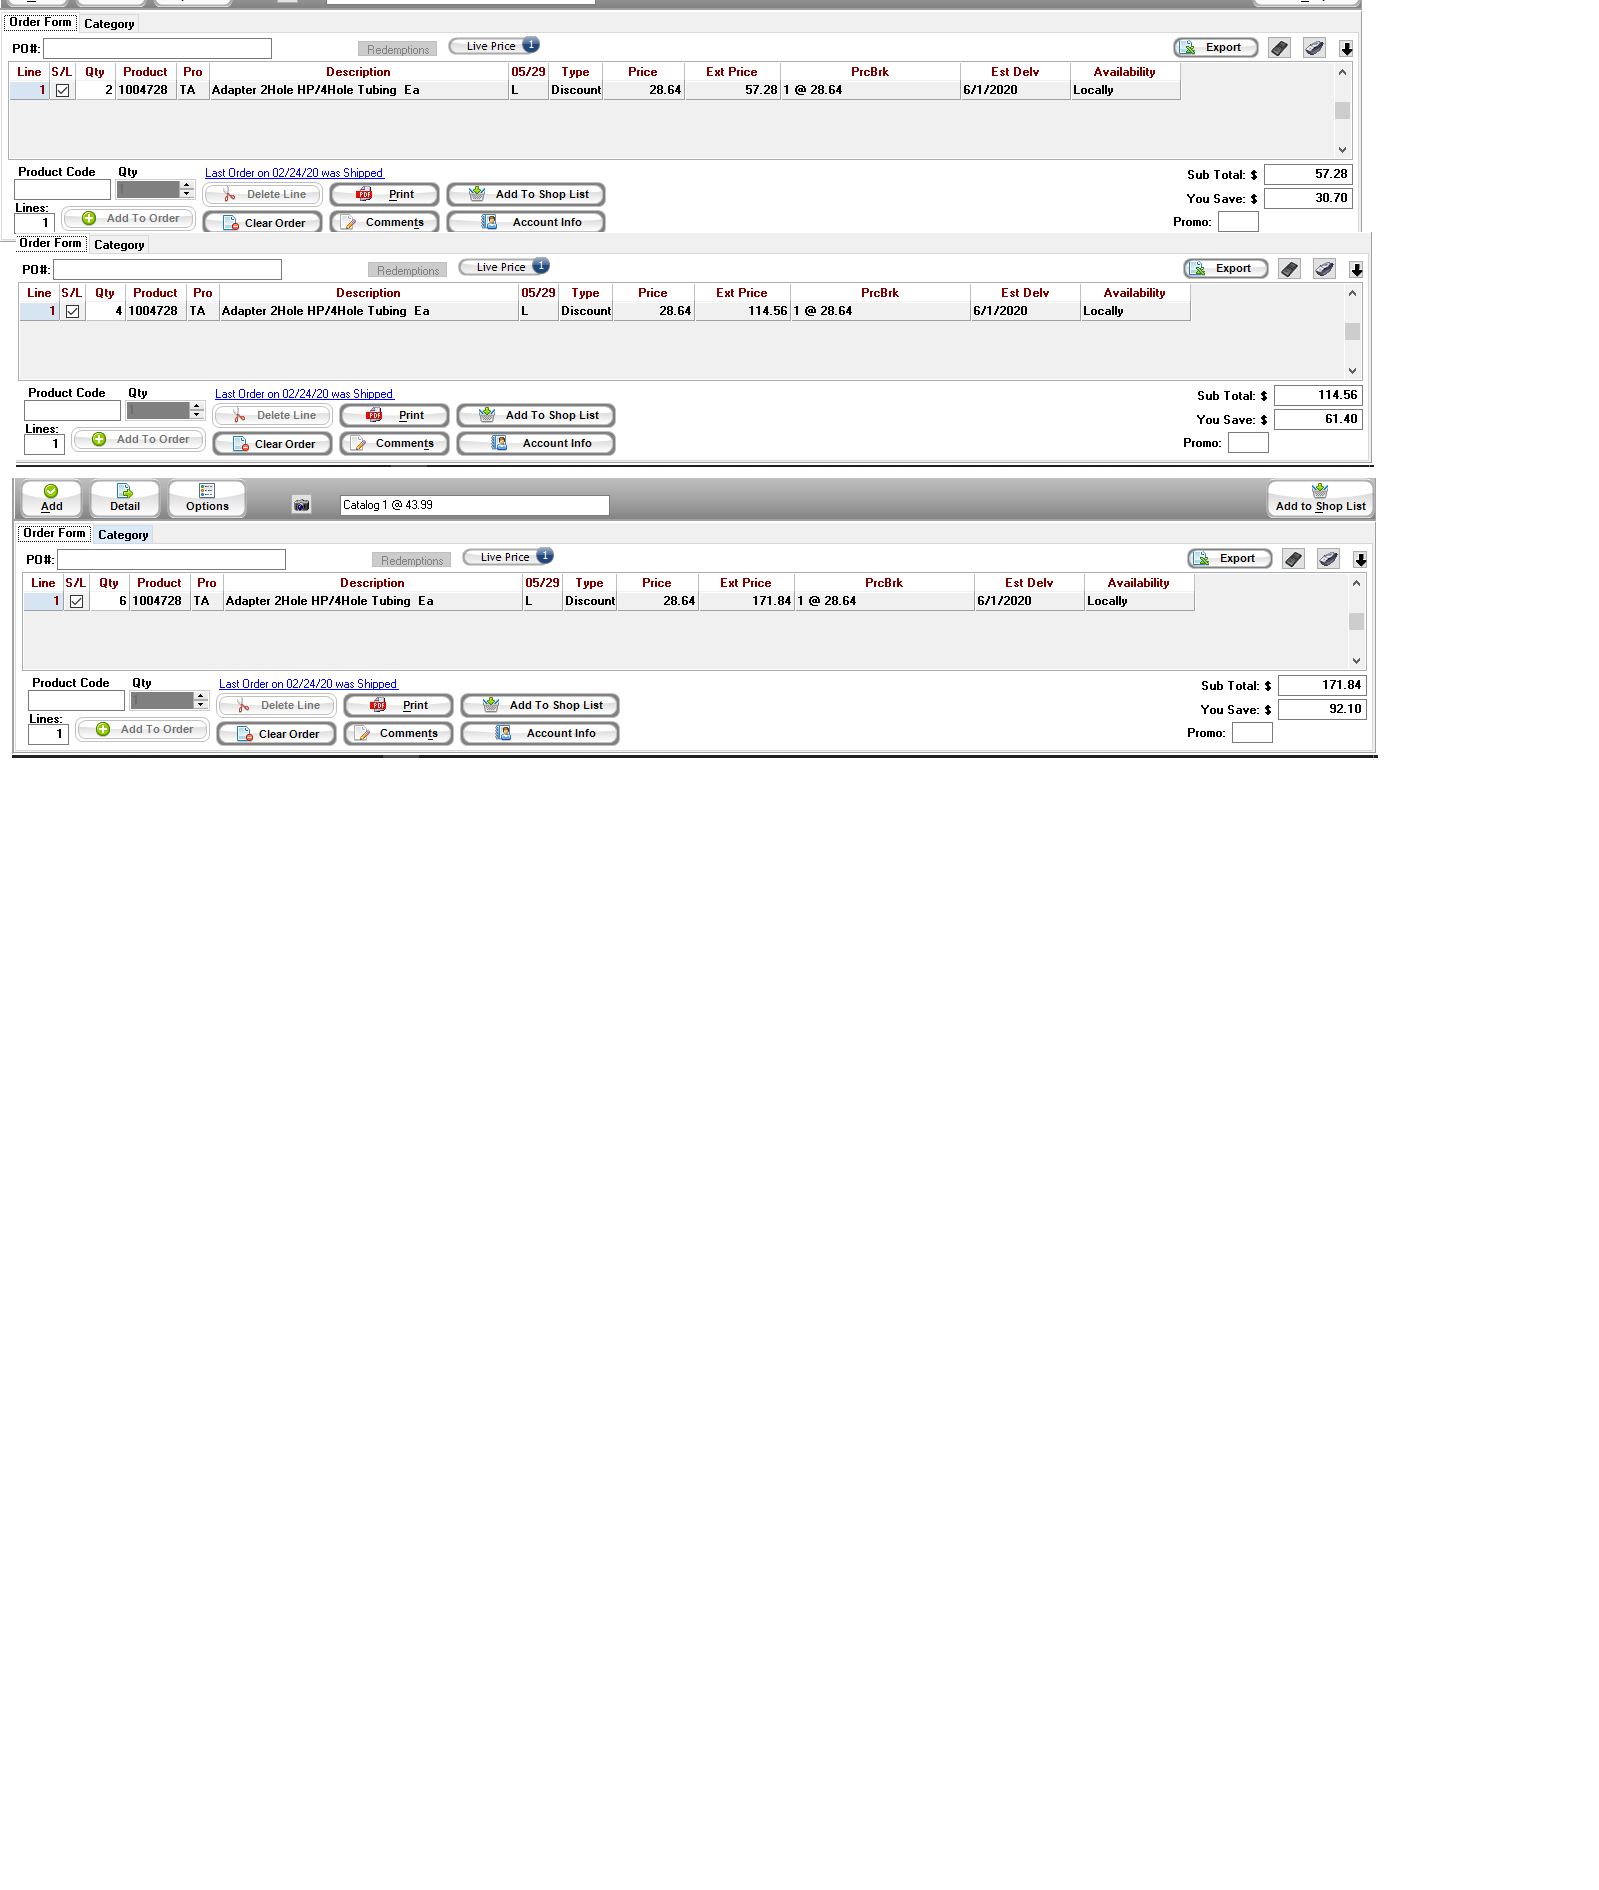 Order Form Category
PO#: Redemptions Live Price 1 Export
Line S/L Qty Product Pro Description 05/29 Type Price Ext Price PrcBrk Est Delv Availability
1 2 1004728 TA Adapter 2Hole HP/4Hole Tubing Ea L Discount 28.64 57.28 1 @ 28.64 6/1/2020 Locally
Product Code Qty Last Order on 02/24/20 was Shipped Sub Total: $ 57.28
1 Delete Line Print Add To Shop List You Save: $ 30.70
Lines: 1 Add To Order Clear Order Comments Account Info Promo:
Order Form Category
PO#: Redemptions Live Price 1 Export
Line S/L Qty Product Pro Description 05/29 Type Price Ext Price PrcBrk Est Delv Availability
1 4 1004728 TA Adapter 2Hole HP/4Hole Tubing Ea L Discount 28.64 114.56 1 @ 28.64 6/1/2020 Locally
Product Code Qty Last Order on 02/24/20 was Shipped Sub Total: $ 114.56
1 Delete Line Print Add To Shop List You Save: $ 61.40
Lines: 1 Add To Order Clear Order Comments Account Info Promo:
Add Detail Options Catalog 1 @ 43.99 Add to Shop List
Order Form Category
PO#: Redemptions Live Price 1 Export
Line S/L Qty Product Pro Description 05/29 Type Price Ext Price PrcBrk Est Delv Availability
1 6 1004728 TA Adapter 2Hole HP/4Hole Tubing Ea L Discount 28.64 171.84 1 @ 28.64 6/1/2020 Locally
Product Code Qty Last Order on 02/24/20 was Shipped Sub Total: $ 171.84
1 Delete Line Print Add To Shop List You Save: $ 92.10
Lines: 1 Add To Order Clear Order Comments Account Info Promo: